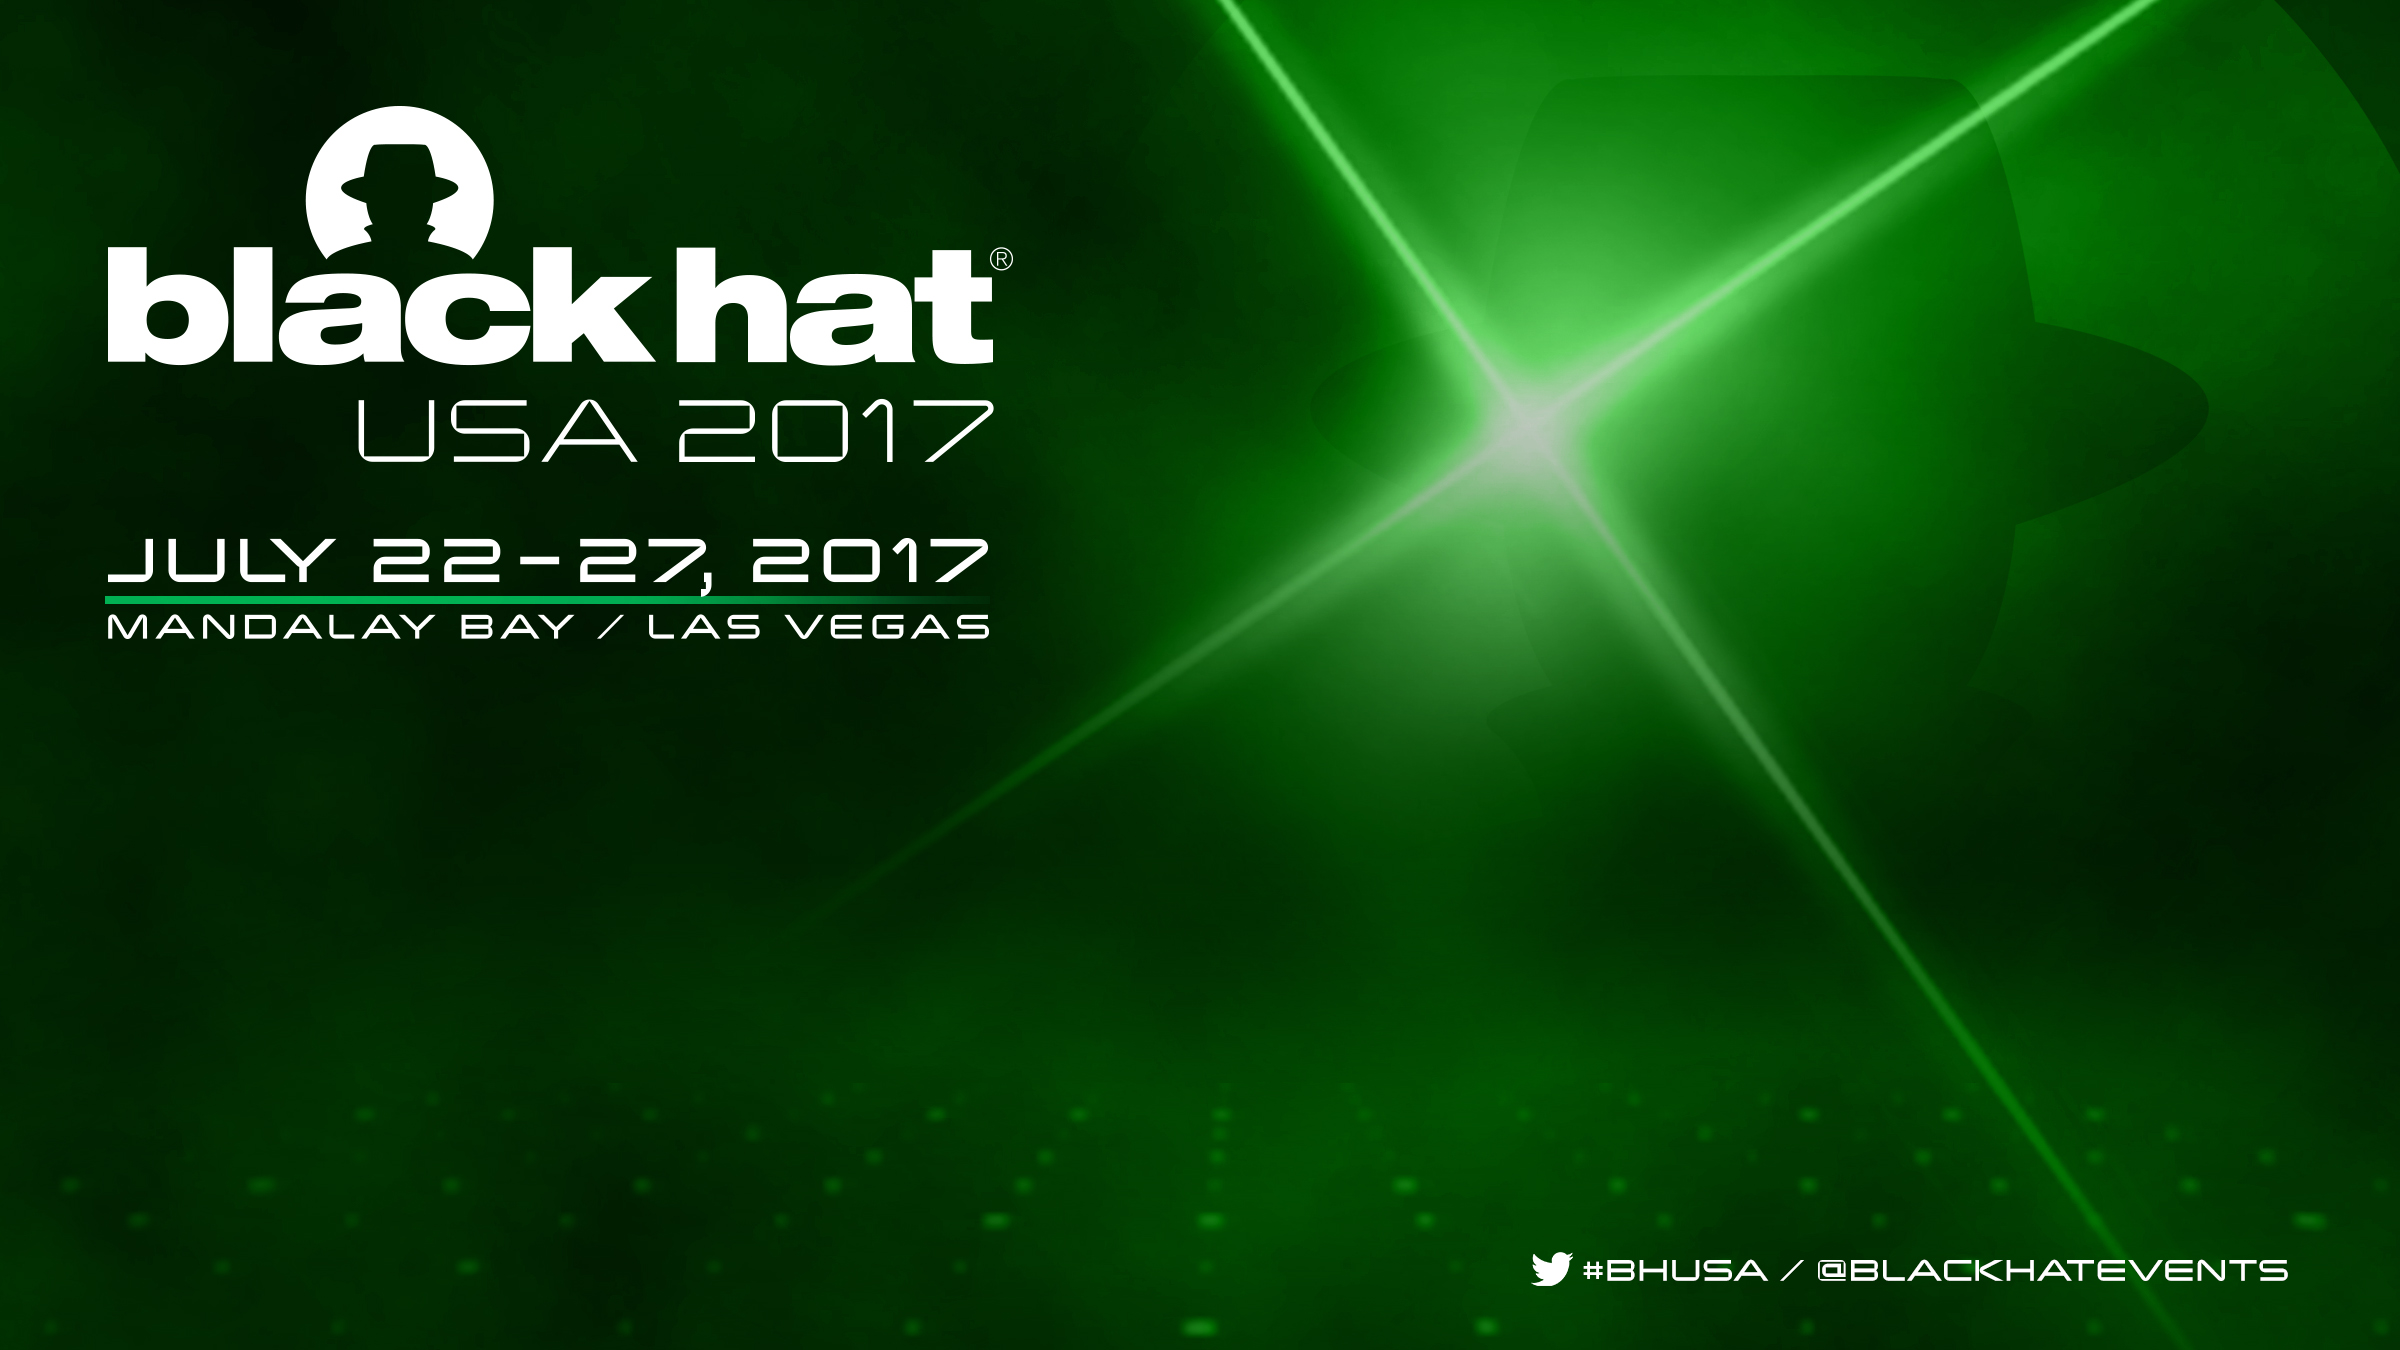 black hat®
USA 2017
JULY 22-27, 2017
MANDALAY BAY / LAS VEGAS
#BHUSA / @BLACKHATEVENTS